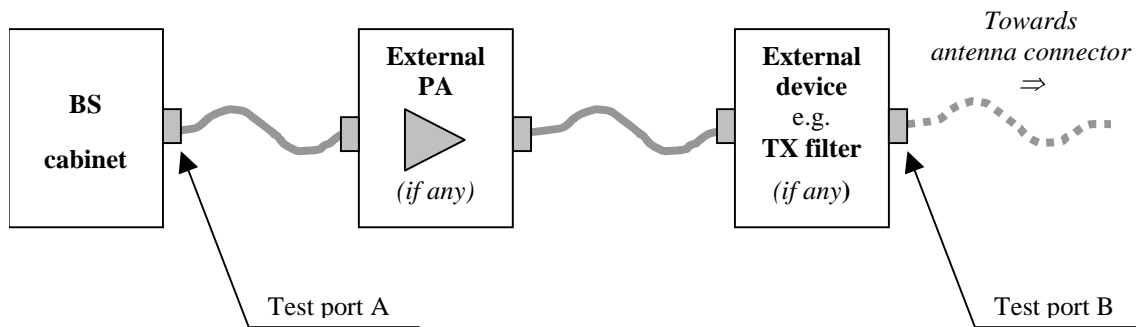 BS
cabinet
External
PA
(if any)
External
device
e.g.
TX filter
(if any)
Towards
antenna connector
⇒
Test port A
Test port B